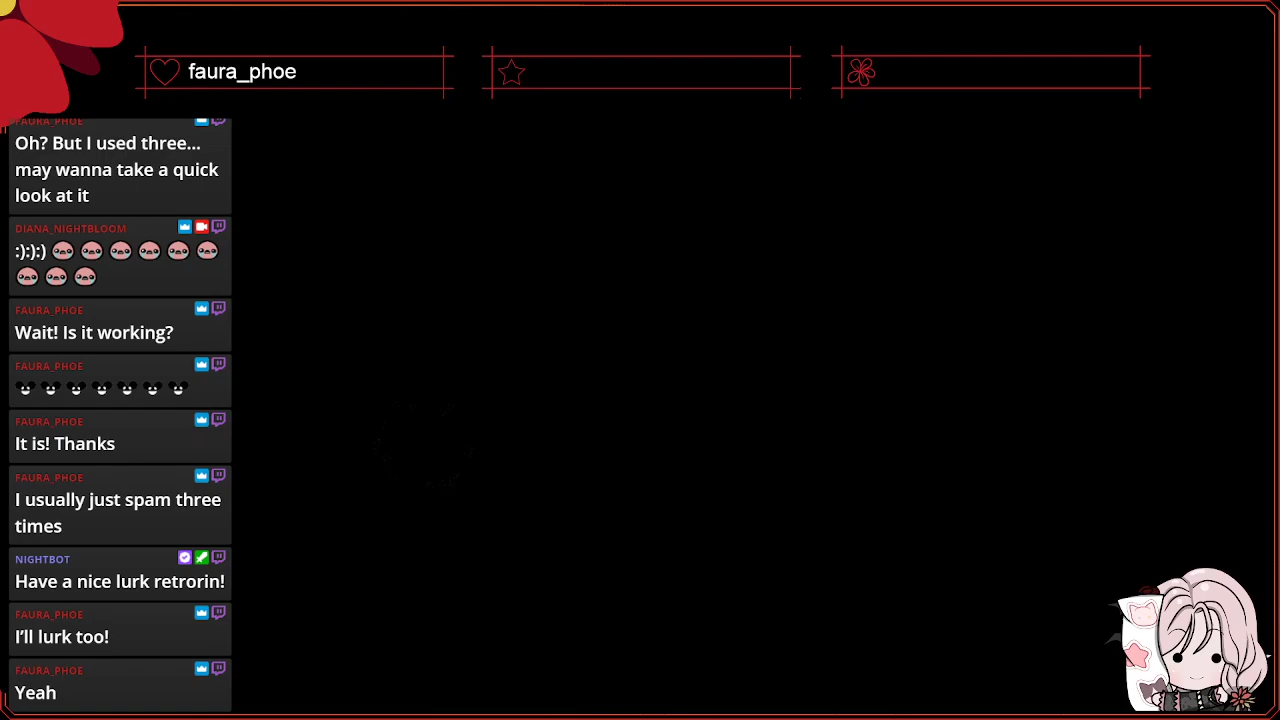 faura_phoe
FAURA_PHOE
Oh? But I used three...
may wanna take a quick
look at it
DIANA_NIGHTBLOOM
:):):)
FAURA_PHOE
Wait! Is it working?
FAURA_PHOE
FAURA_PHOE
It is! Thanks
FAURA_PHOE
I usually just spam three
times
NIGHTBOT
Have a nice lurk retrorin!
FAURA_PHOE
I’ll lurk too!
FAURA_PHOE
Yeah